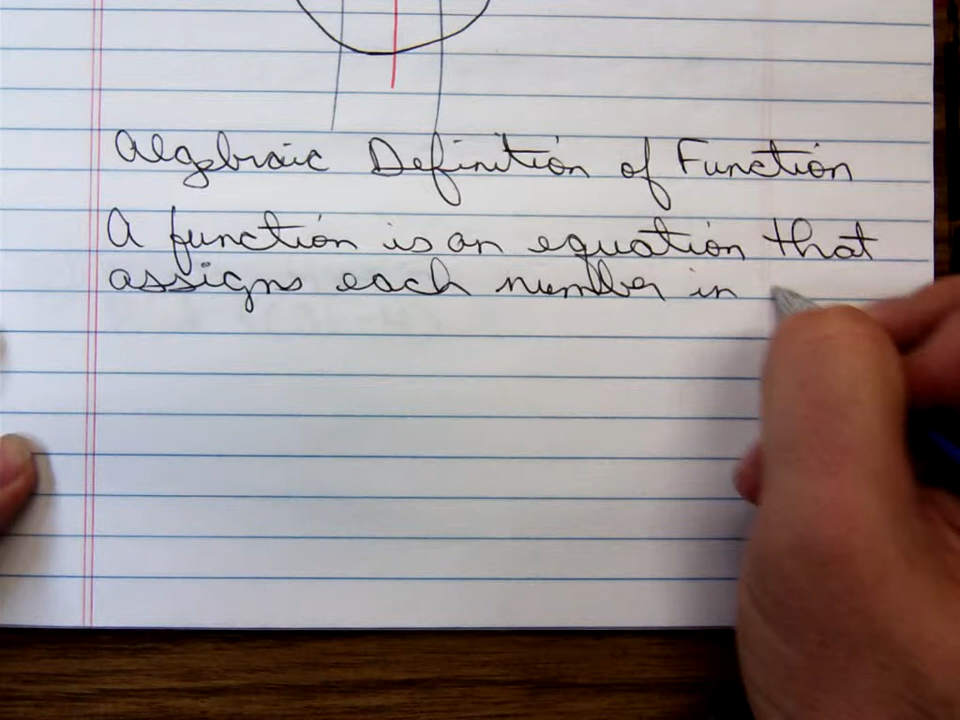 Algebraic Definition of Function
A function is an equation that
assigns each number in